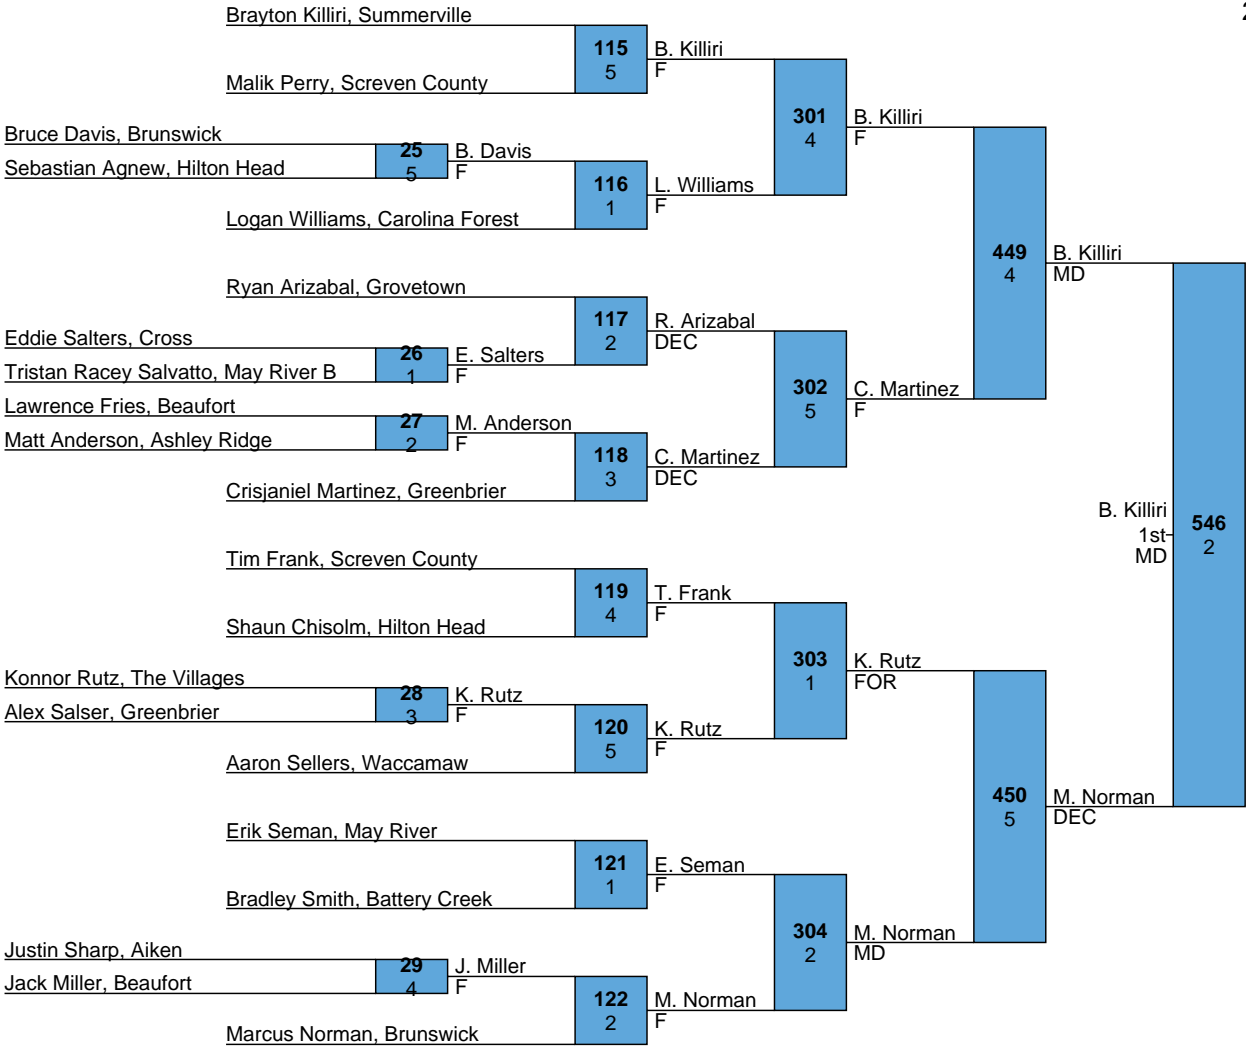 2
Brayton Killiri, Summerville
115
5
B. Killiri
F
Malik Perry, Screven County
301
4
B. Killiri
F
Bruce Davis, Brunswick
Sebastian Agnew, Hilton Head
25
5
B. Davis
F
116
1
L. Williams
F
Logan Williams, Carolina Forest
449
4
B. Killiri
MD
Ryan Arizabal, Grovetown
117
2
R. Arizabal
DEC
Eddie Salters, Cross
Tristan Racey Salvatto, May River B
26
1
E. Salters
F
302
5
C. Martinez
F
Lawrence Fries, Beaufort
Matt Anderson, Ashley Ridge
27
2
M. Anderson
F
118
3
C. Martinez
DEC
Crisjaniel Martinez, Greenbrier
B. Killiri
1st
MD
546
2
Tim Frank, Screven County
119
4
T. Frank
F
Shaun Chisolm, Hilton Head
303
1
K. Rutz
FOR
Konnor Rutz, The Villages
Alex Salser, Greenbrier
28
3
K. Rutz
F
120
5
K. Rutz
F
Aaron Sellers, Waccamaw
450
5
M. Norman
DEC
Erik Seman, May River
121
1
E. Seman
F
Bradley Smith, Battery Creek
304
2
M. Norman
MD
Justin Sharp, Aiken
Jack Miller, Beaufort
29
4
J. Miller
F
122
2
M. Norman
F
Marcus Norman, Brunswick